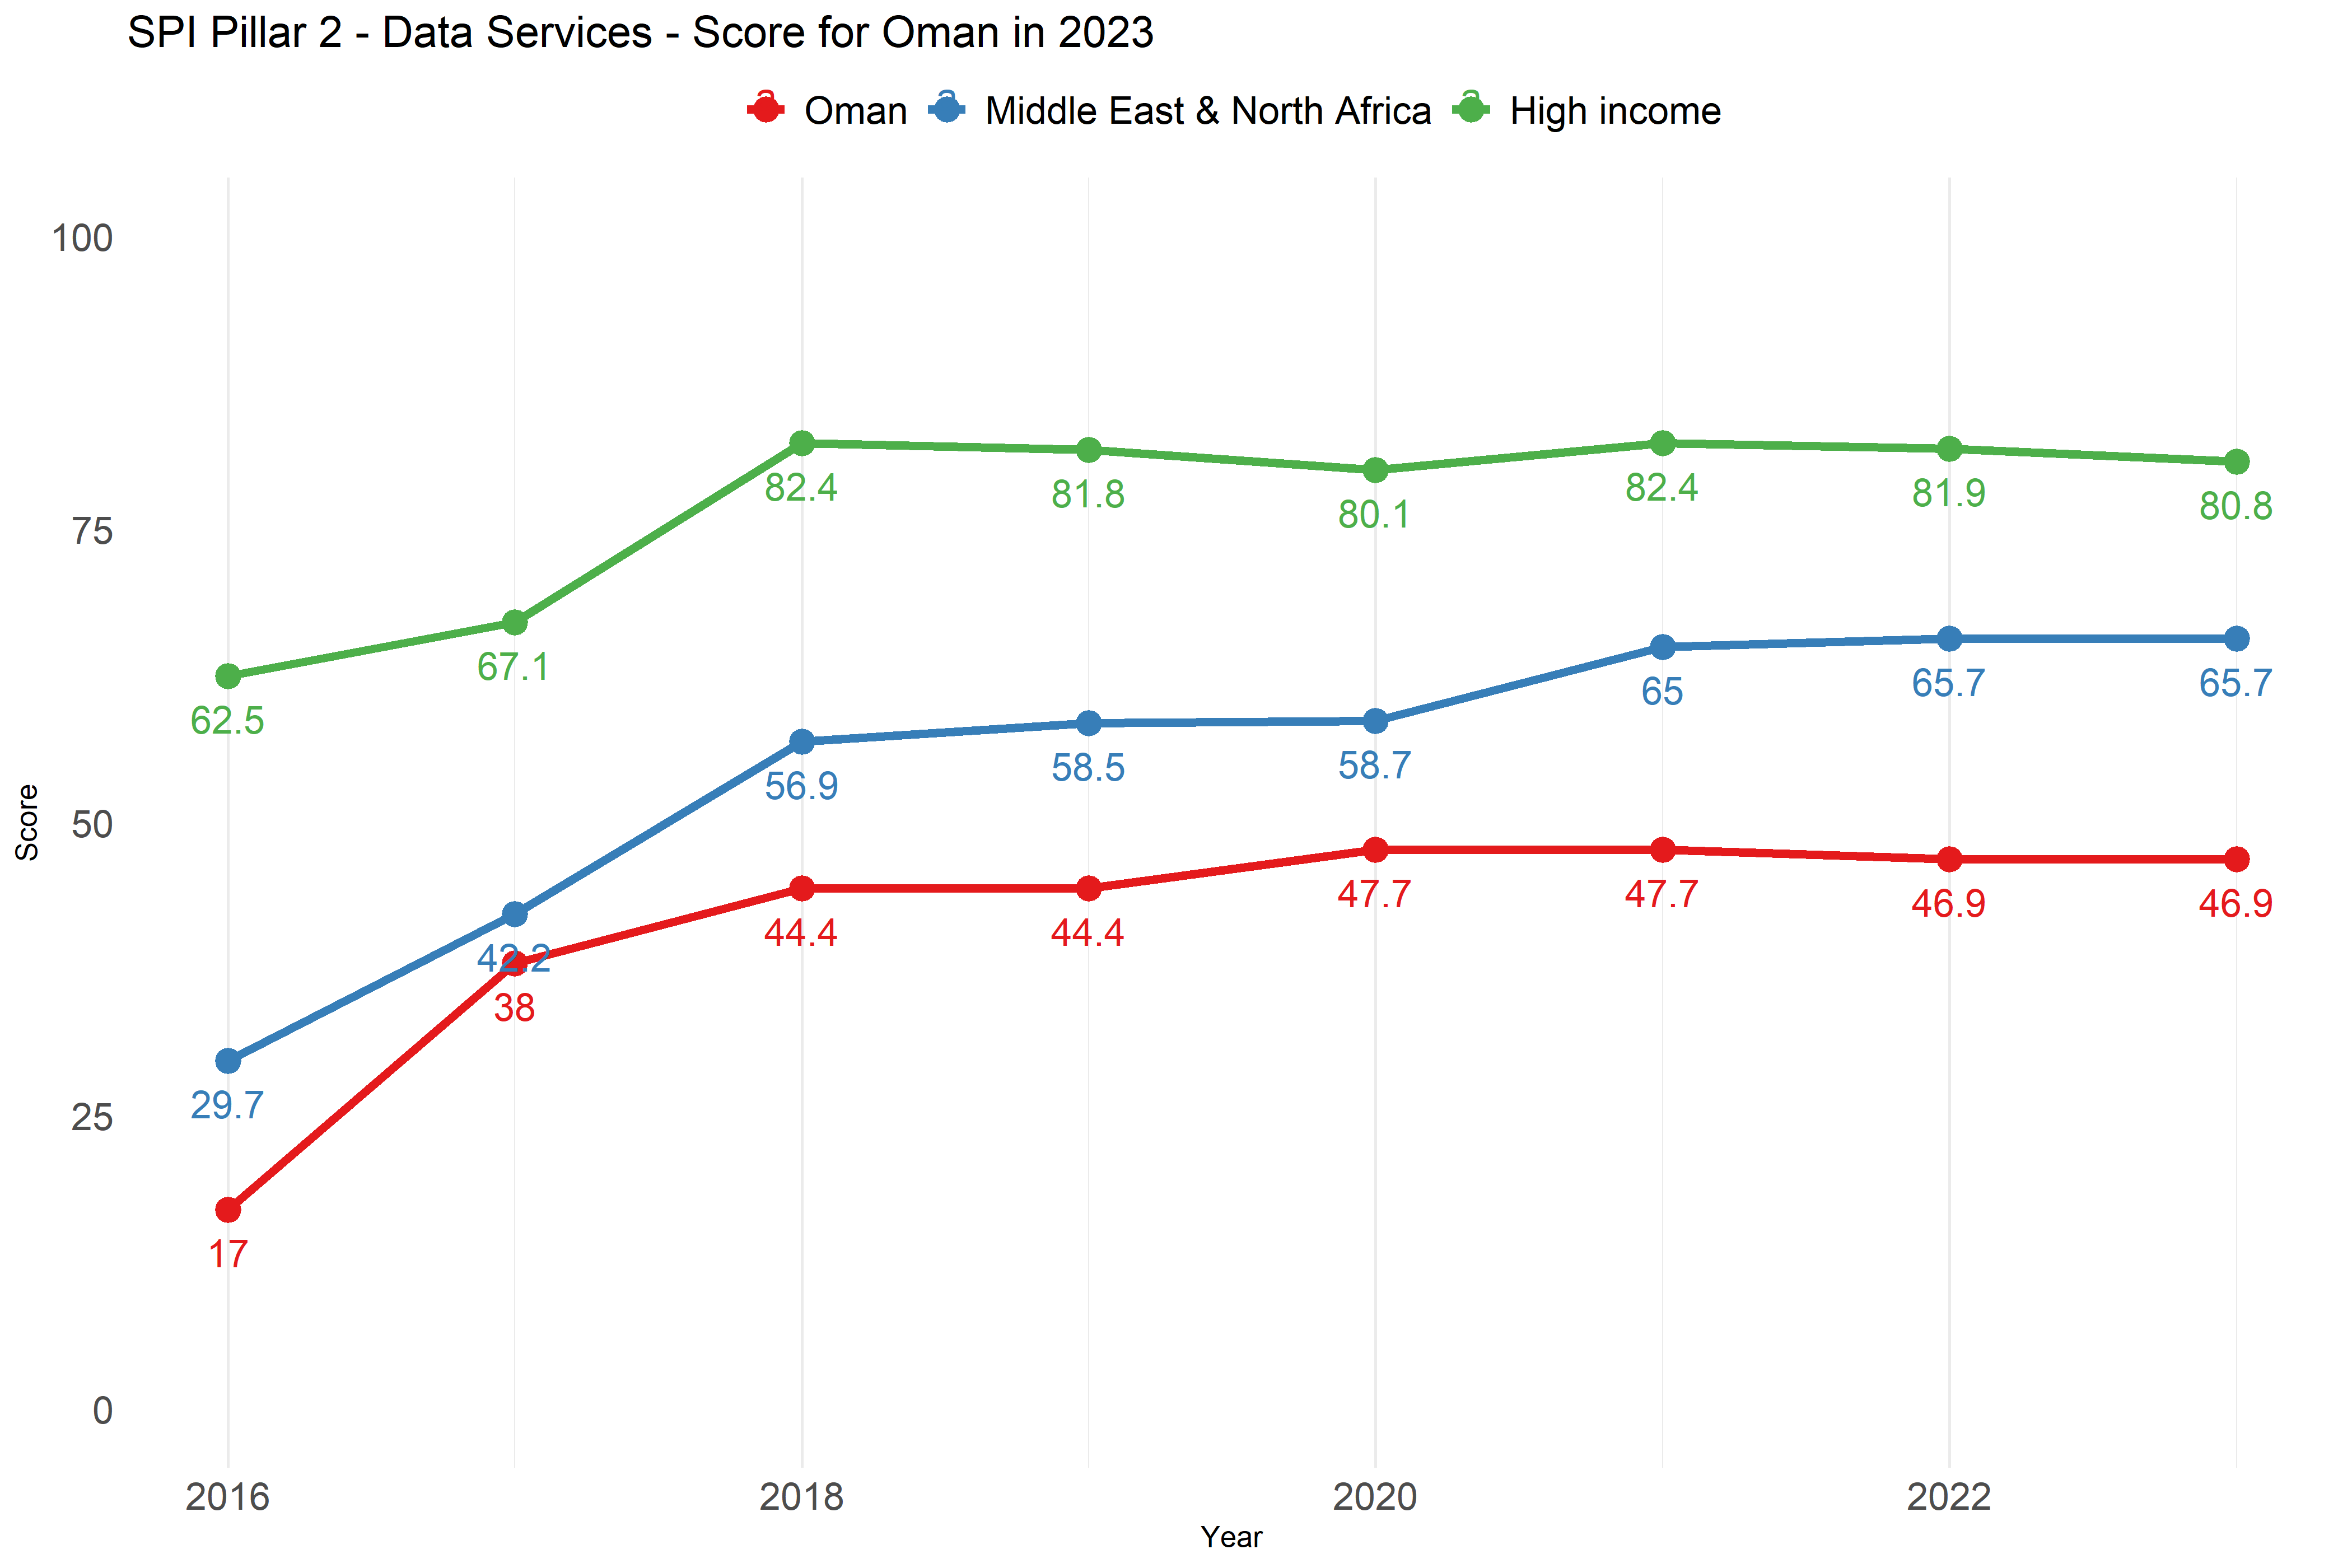 SPI Pillar 2 - Data Services - Score for Oman in 2023
Oman Middle East & North Africa High income
100
75
50
25
0
Score
62.5 67.1 82.4 81.8 80.1 82.4 81.9 80.8
29.7 42.2 56.9 58.5 58.7 65 65.7 65.7
17 38 44.4 44.4 47.7 47.7 46.9 46.9
2016 2018 2020 2022
Year